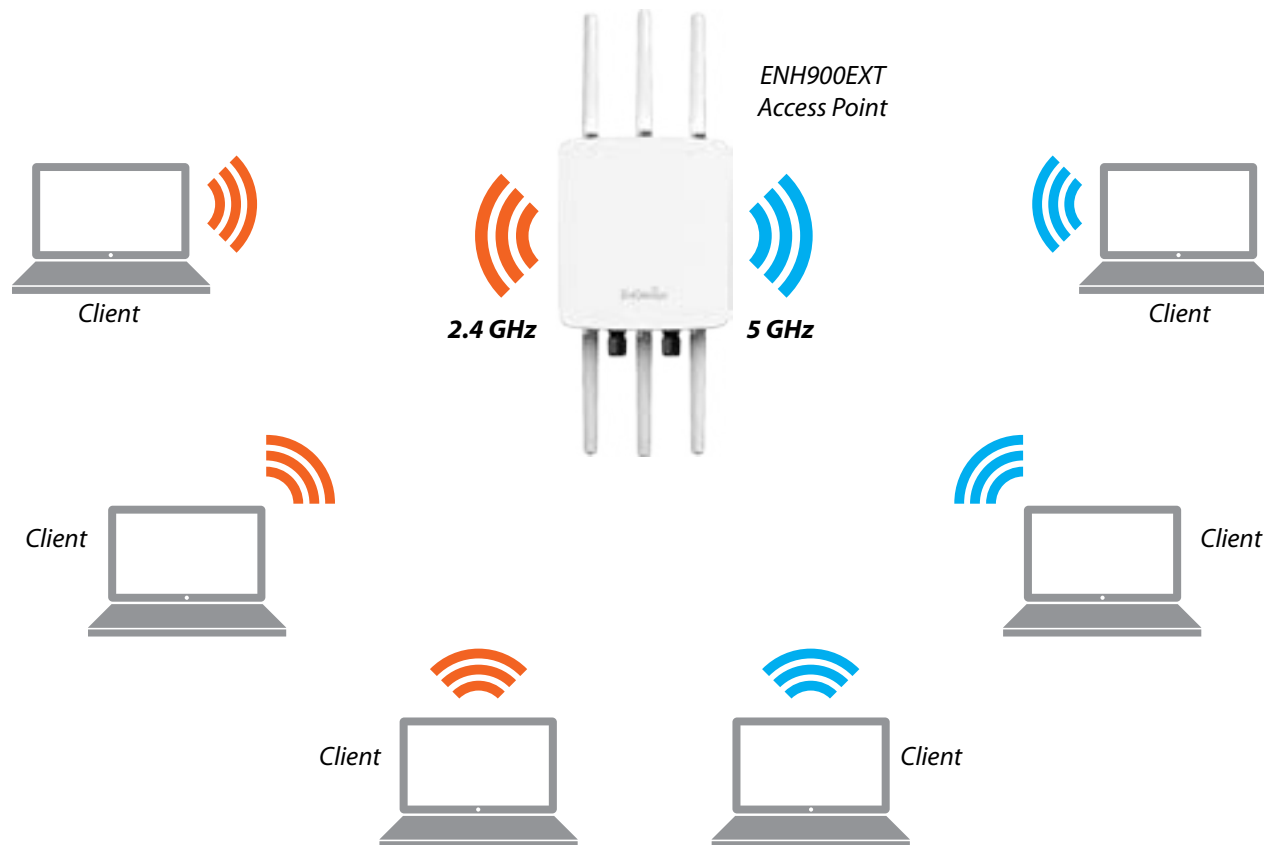 ENH900EXT
Access Point
Client
2.4 GHz
5 GHz
Client
Client
Client
Client
Client